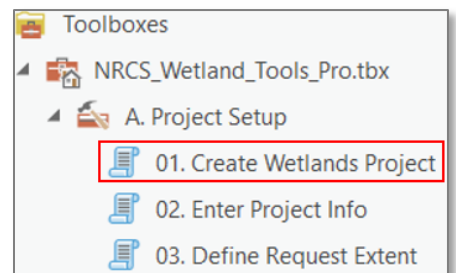 Toolboxes
NRCS_Wetland_Tools_Pro.tbx
A. Project Setup
01. Create Wetlands Project
02. Enter Project Info
03. Define Request Extent